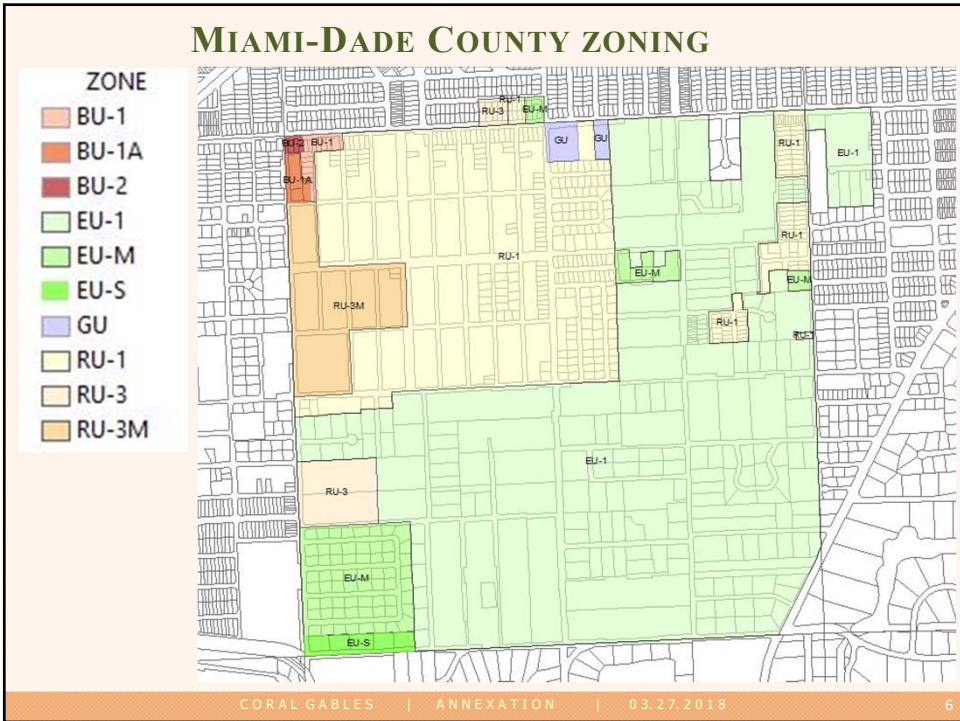 MIAMI-DADE COUNTY ZONING
ZONE
BU-1
BU-1A
BU-2
EU-1
EU-M
EU-S
GU
RU-1
RU-3
RU-3M
RU-1
RU-3
EU-M
BU-2
BU-1
GU
GU
RU-1
EU-1
BU-1A
RU-1
RU-1
EU-M
EU-M
RU-3M
RU-1
RU-1
EU-1
RU-3
EU-M
EU-S
CORAL GABLES | ANNEXATION | 03.27.2018
6